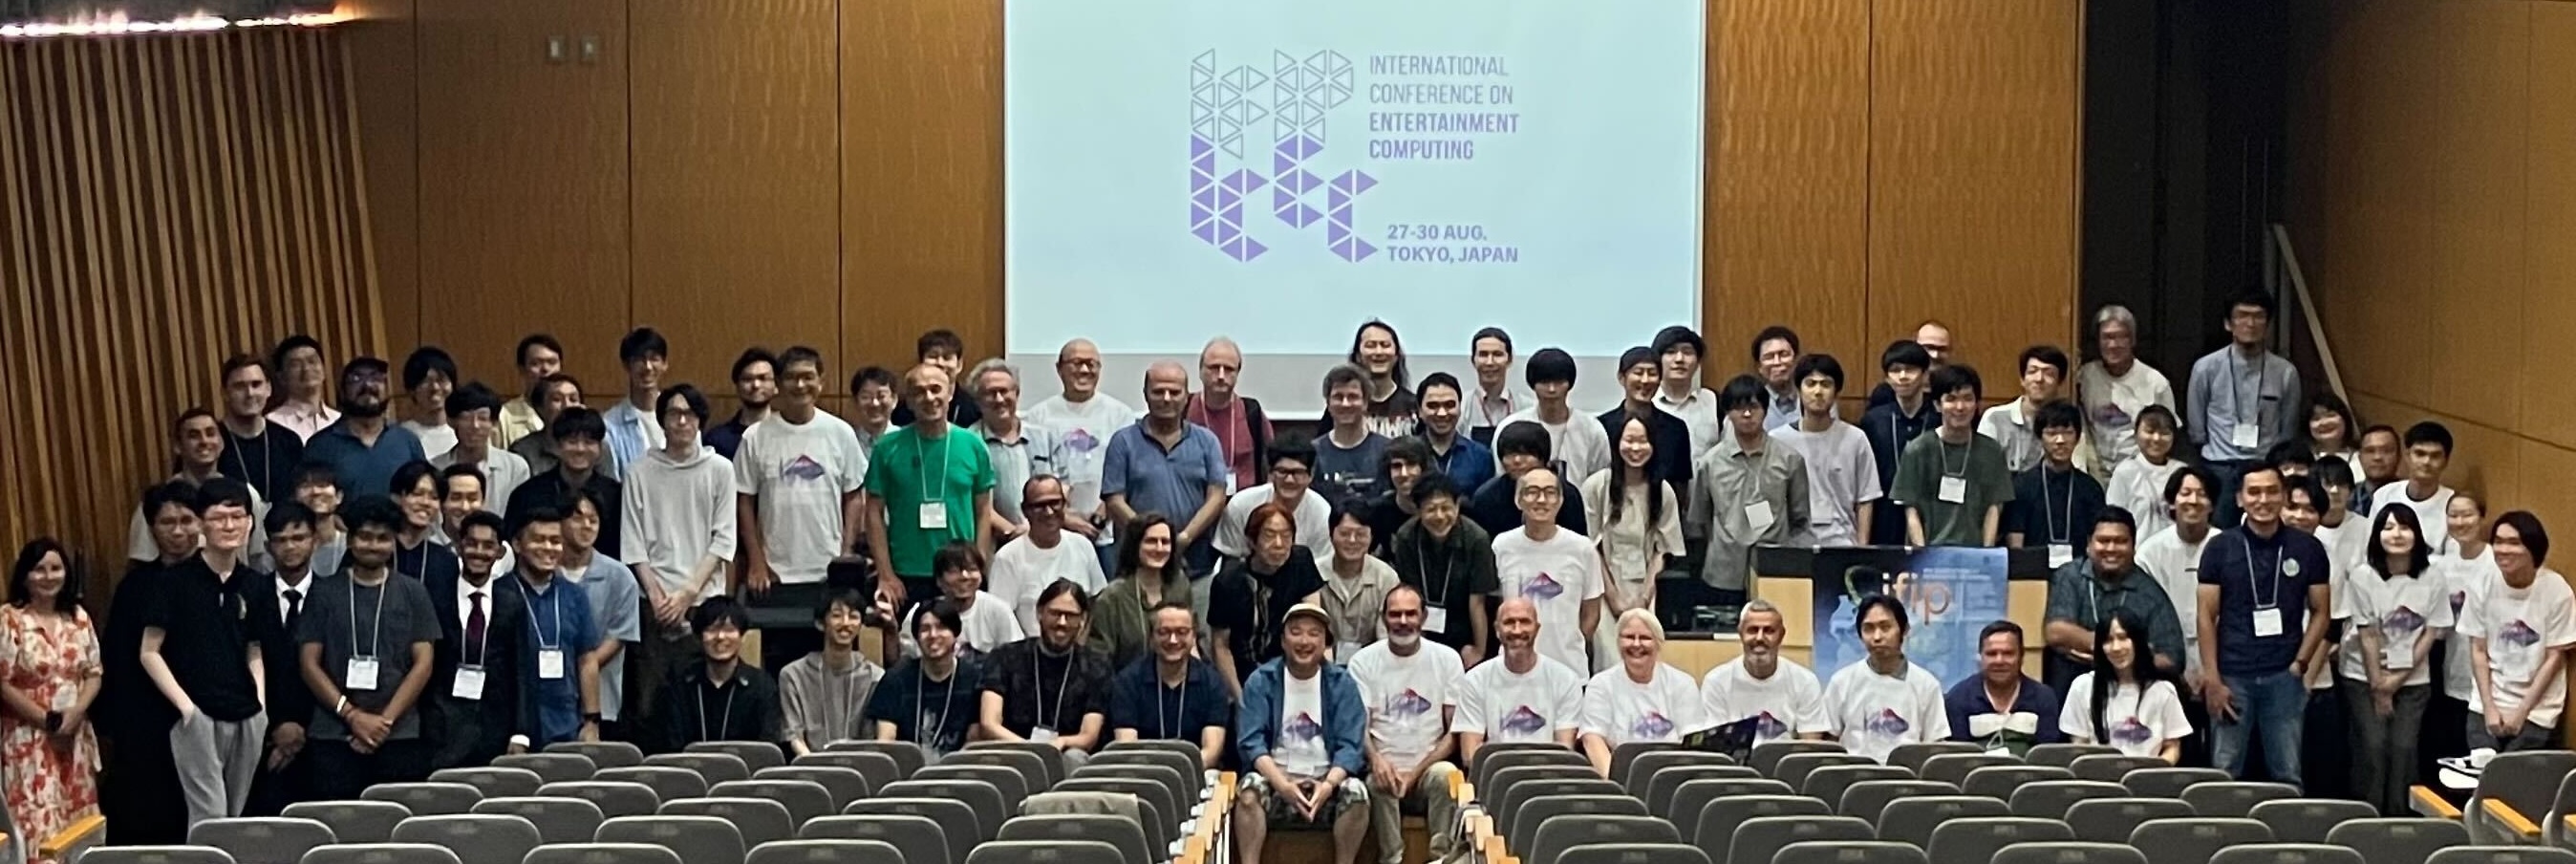 INTERNATIONAL
CONFERENCE ON
ENTERTAINMENT
COMPUTING
27-30 AUG.
TOKYO, JAPAN
ifip